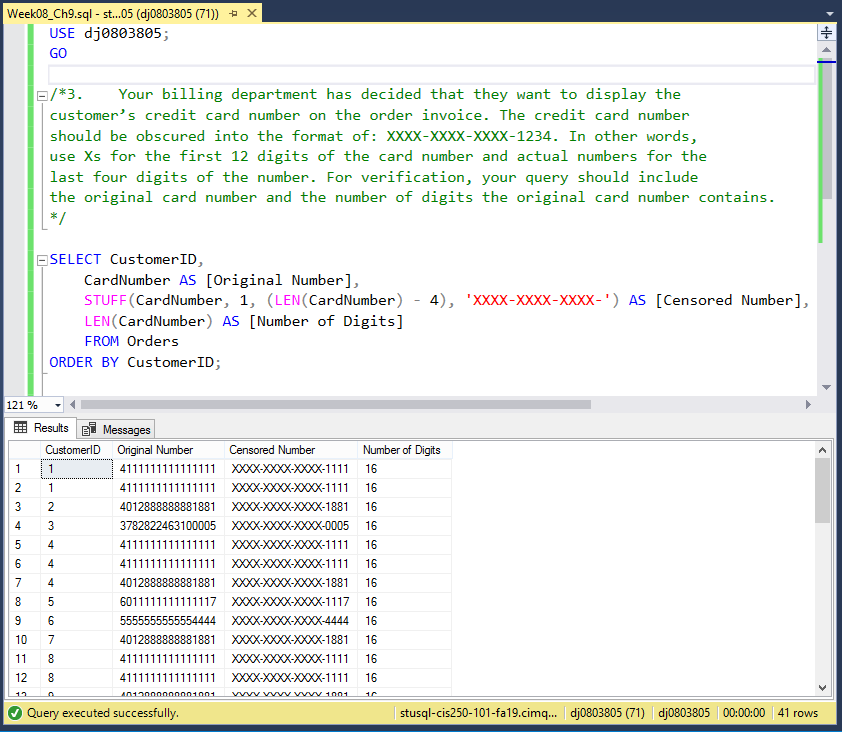 Week08_Ch9.sql - st...05 (dj0803805 (71))
USE dj0803805;
GO
/*3. Your billing department has decided that they want to display the
customer’s credit card number on the order invoice. The credit card number
should be obscured into the format of: XXXX-XXXX-XXXX-1234. In other words,
use Xs for the first 12 digits of the card number and actual numbers for the
last four digits of the number. For verification, your query should include
the original card number and the number of digits the original card number contains.
*/
SELECT CustomerID,
CardNumber AS [Original Number],
STUFF(CardNumber, 1, (LEN(CardNumber) - 4), 'XXXX-XXXX-XXXX-') AS [Censored Number],
LEN(CardNumber) AS [Number of Digits]
FROM Orders
ORDER BY CustomerID;
121 %
Results Messages
CustomerID Original Number Censored Number Number of Digits
1 1 4111111111111111 XXXX-XXXX-XXXX-1111 16
2 1 4111111111111111 XXXX-XXXX-XXXX-1111 16
3 2 4012888888881881 XXXX-XXXX-XXXX-1881 16
4 3 3782822463100005 XXXX-XXXX-XXXX-0005 16
5 4 4111111111111111 XXXX-XXXX-XXXX-1111 16
6 4 4111111111111111 XXXX-XXXX-XXXX-1111 16
7 4 4012888888881881 XXXX-XXXX-XXXX-1881 16
8 5 6011111111111117 XXXX-XXXX-XXXX-1117 16
9 6 5555555555554444 XXXX-XXXX-XXXX-4444 16
10 7 4012888888881881 XXXX-XXXX-XXXX-1881 16
11 8 4111111111111111 XXXX-XXXX-XXXX-1111 16
12 8 4111111111111111 XXXX-XXXX-XXXX-1111 16
13 9 4012888888881881 XXXX-XXXX-XXXX-1881 16
Query executed successfully. stusql-cis250-101-fa19.cimq... dj0803805 (71) dj0803805 00:00:00 41 rows